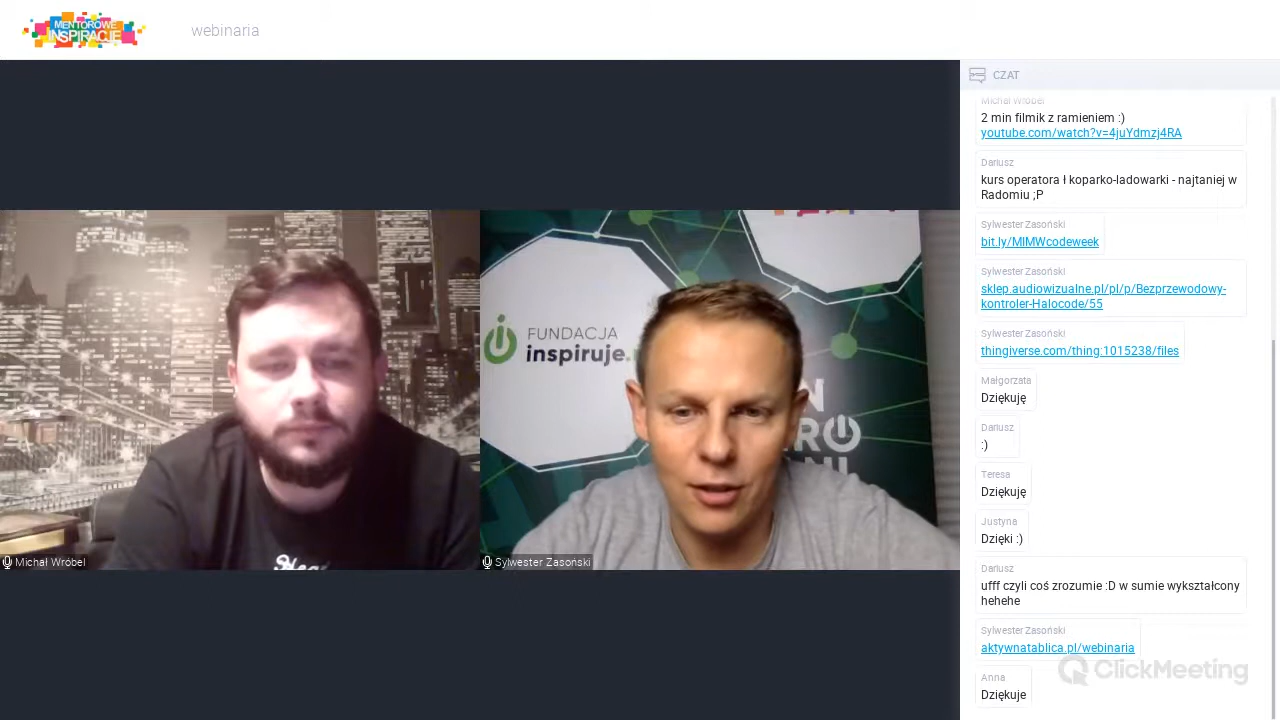 MENTOROWE
INSPIRACJE
webinaria
FUNDACJA
inspiruje.
Michał Wróbel
Sylwester Zasoński
CZAT
Michał Wróbel
2 min filmik z ramieniem :)
youtube.com/watch?v=4juYdmzj4RA
Dariusz
kurs operatora ł koparko-ladowarki - najtaniej w
Radomiu ;P
Sylwester Zasoński
bit.ly/MIMWcodeweek
Sylwester Zasoński
sklep.audiowizualne.pl/pl/p/Bezprzewodowy-
kontroler-Halocode/55
Sylwester Zasoński
thingiverse.com/thing:1015238/files
Małgorzata
Dziękuję
Dariusz
:)
Teresa
Dziękuję
Justyna
Dzięki :)
Dariusz
ufff czyli coś zrozumie :D w sumie wykształcony
hehehe
Sylwester Zasoński
aktywnatablica.pl/webinaria
ClickMeeting
Anna
Dziękuje